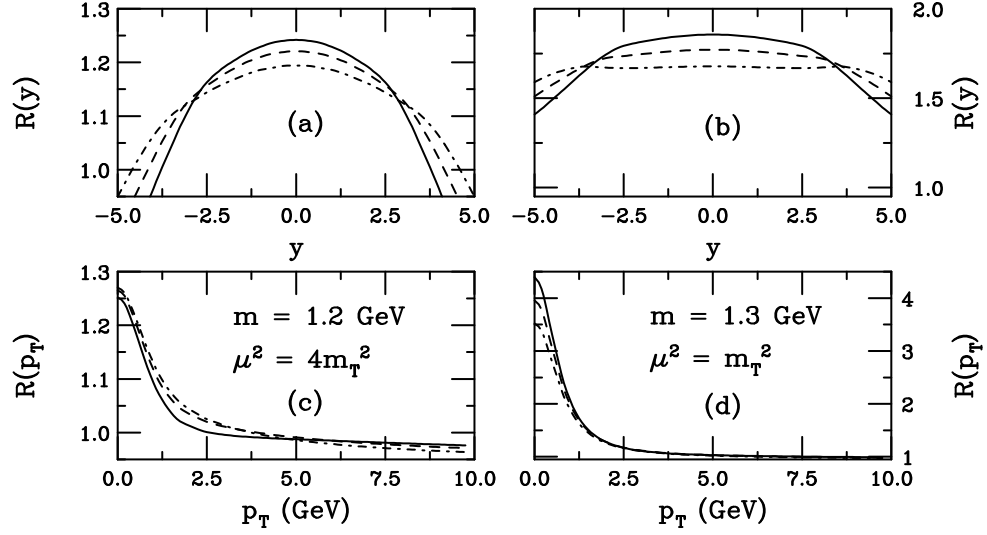 1.3
1.2
1.1
1.0
R(y)
(a)
−5.0 −2.5 0.0 2.5 5.0
y
2.0
1.5
1.0
R(y)
(b)
−5.0 −2.5 0.0 2.5 5.0
y
1.3
1.2
1.1
1.0
R(p_T)
m = 1.2 GeV
μ² = 4m_T²
(c)
0.0 2.5 5.0 7.5 10.0
p_T (GeV)
4
3
2
1
R(p_T)
m = 1.3 GeV
μ² = m_T²
(d)
0.0 2.5 5.0 7.5 10.0
p_T (GeV)